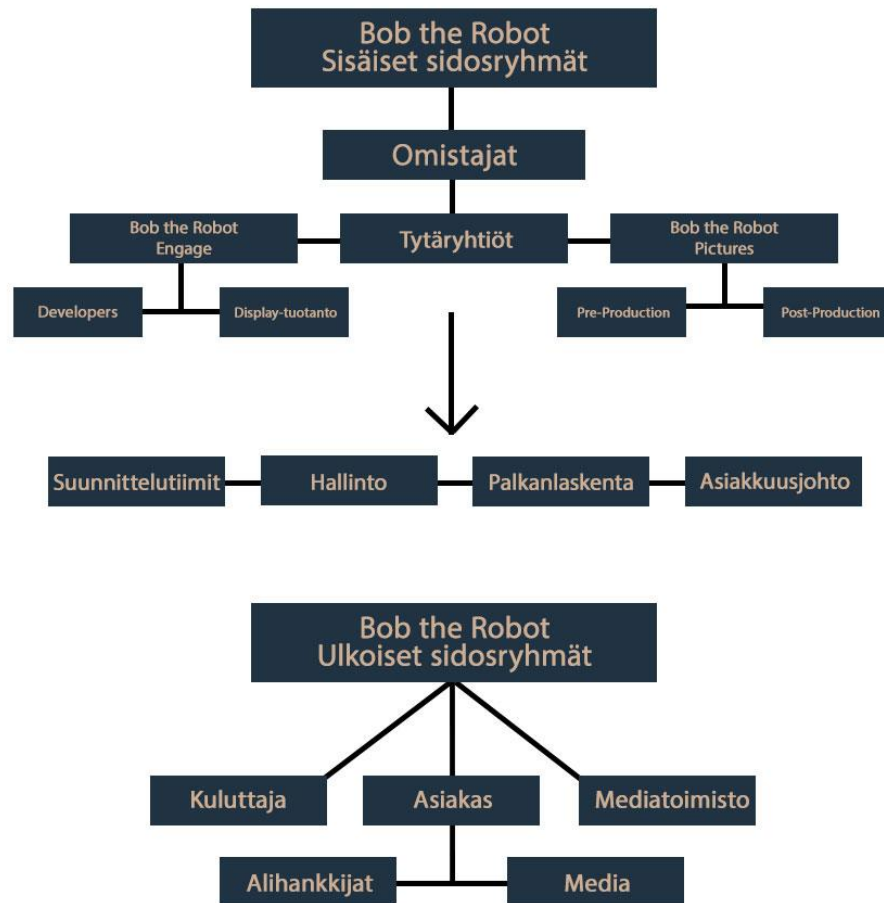 Bob the Robot
Sisäiset sidosryhmät
Omistajat
Bob the Robot
Engage
Tytäryhtiöt
Bob the Robot
Pictures
Developers
Display-tuotanto
Pre-Production
Post-Production
Suunnittelutiimit
Hallinto
Palkanlaskenta
Asiakkuusjohto
Bob the Robot
Ulkoiset sidosryhmät
Kuluttaja
Asiakas
Mediatoimisto
Alihankkijat
Media